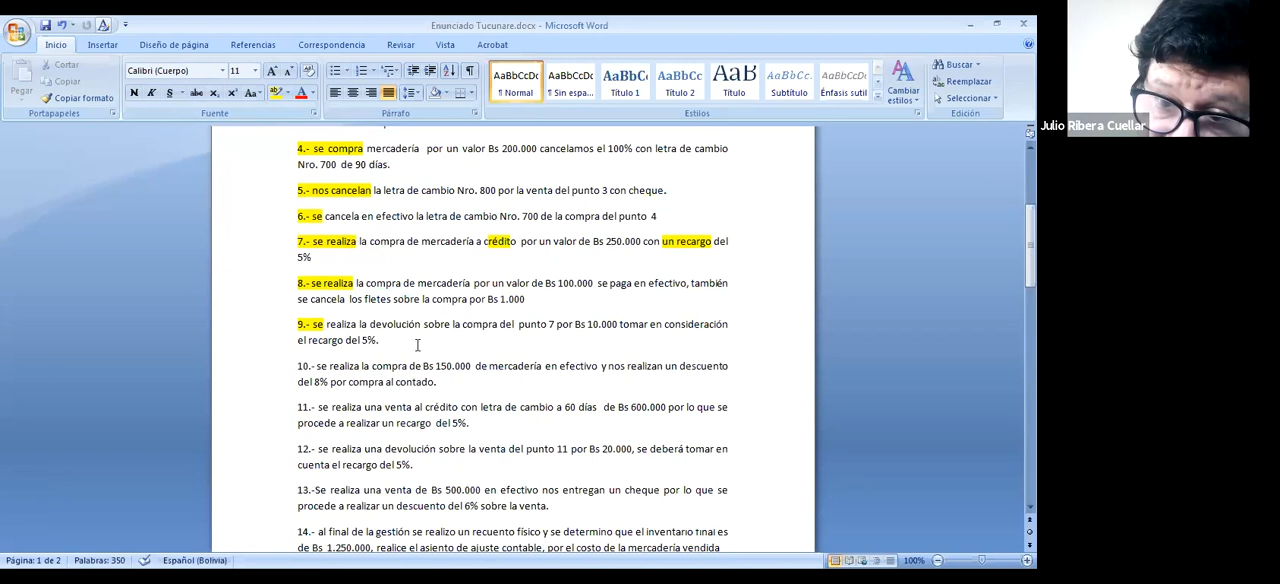 Enunciado Tucunare.docx - Microsoft Word
Inicio Insertar Diseño de página Referencias Correspondencia Revisar Vista Acrobat
Pegar
Cortar
Copiar
Copiar formato
Portapapeles
Calibri (Cuerpo) 11
N K S abc x₂ x² Aa
Fuente
Párrafo
AaBbCcDc AaBbCcDc AaBbC AaBbCc AaB AaBbCc. AaBbCcDc
¶ Normal ¶ Sin espa... Título 1 Título 2 Título Subtítulo Énfasis sutil
Cambiar estilos
Estilos
Buscar
Reemplazar
Seleccionar
Edición
Julio Ribera Cuellar
4.- se compra mercadería por un valor Bs 200.000 cancelamos el 100% con letra de cambio
Nro. 700 de 90 días.
5.- nos cancelan la letra de cambio Nro. 800 por la venta del punto 3 con cheque.
6.- se cancela en efectivo la letra de cambio Nro. 700 de la compra del punto 4
7.- se realiza la compra de mercadería a crédito por un valor de Bs 250.000 con un recargo del
5%
8.- se realiza la compra de mercadería por un valor de Bs 100.000 se paga en efectivo, también
se cancela los fletes sobre la compra por Bs 1.000
9.- se realiza la devolución sobre la compra del punto 7 por Bs 10.000 tomar en consideración
el recargo del 5%.
10.- se realiza la compra de Bs 150.000 de mercadería en efectivo y nos realizan un descuento
del 8% por compra al contado.
11.- se realiza una venta al crédito con letra de cambio a 60 días de Bs 600.000 por lo que se
procede a realizar un recargo del 5%.
12.- se realiza una devolución sobre la venta del punto 11 por Bs 20.000, se deberá tomar en
cuenta el recargo del 5%.
13.-Se realiza una venta de Bs 500.000 en efectivo nos entregan un cheque por lo que se
procede a realizar un descuento del 6% sobre la venta.
14.- al final de la gestión se realizo un recuento físico y se determino que el inventario final es
de Bs 1.250.000, realice el asiento de ajuste contable, por el costo de la mercadería vendida
Página: 1 de 2 Palabras: 350 Español (Bolivia) 100%